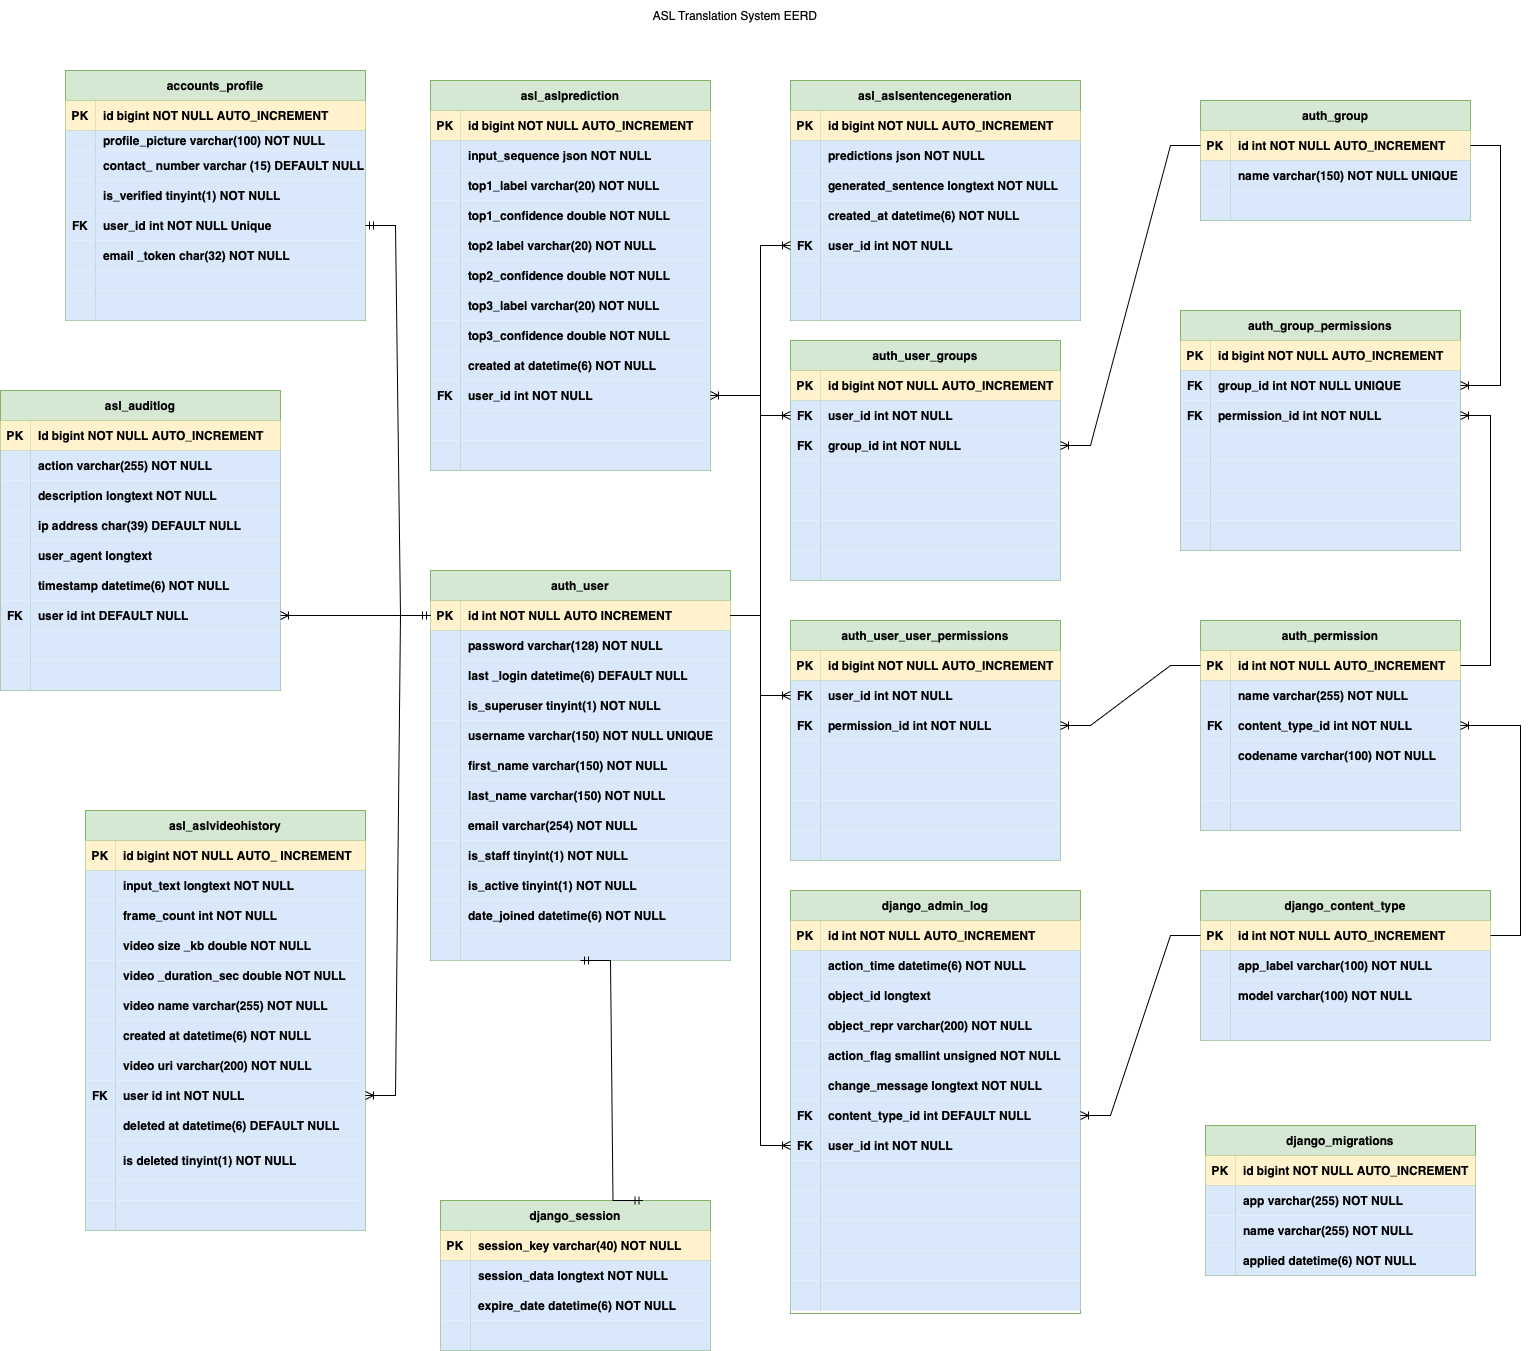 ASL Translation System EERD
accounts_profile
PK id bigint NOT NULL AUTO_INCREMENT
profile_picture varchar(100) NOT NULL
contact_ number varchar (15) DEFAULT NULL
is_verified tinyint(1) NOT NULL
FK user_id int NOT NULL Unique
email _token char(32) NOT NULL
asl_aslprediction
PK id bigint NOT NULL AUTO_INCREMENT
input_sequence json NOT NULL
top1_label varchar(20) NOT NULL
top1_confidence double NOT NULL
top2 label varchar(20) NOT NULL
top2_confidence double NOT NULL
top3_label varchar(20) NOT NULL
top3_confidence double NOT NULL
created at datetime(6) NOT NULL
FK user_id int NOT NULL
asl_aslsentencegeneration
PK id bigint NOT NULL AUTO_INCREMENT
predictions json NOT NULL
generated_sentence longtext NOT NULL
created_at datetime(6) NOT NULL
FK user_id int NOT NULL
auth_group
PK id int NOT NULL AUTO_INCREMENT
name varchar(150) NOT NULL UNIQUE
auth_user_groups
PK id bigint NOT NULL AUTO_INCREMENT
FK user_id int NOT NULL
FK group_id int NOT NULL
auth_group_permissions
PK id bigint NOT NULL AUTO_INCREMENT
FK group_id int NOT NULL UNIQUE
FK permission_id int NOT NULL
asl_auditlog
PK Id bigint NOT NULL AUTO_INCREMENT
action varchar(255) NOT NULL
description longtext NOT NULL
ip address char(39) DEFAULT NULL
user_agent longtext
timestamp datetime(6) NOT NULL
FK user id int DEFAULT NULL
auth_user
PK id int NOT NULL AUTO INCREMENT
password varchar(128) NOT NULL
last _login datetime(6) DEFAULT NULL
is_superuser tinyint(1) NOT NULL
username varchar(150) NOT NULL UNIQUE
first_name varchar(150) NOT NULL
last_name varchar(150) NOT NULL
email varchar(254) NOT NULL
is_staff tinyint(1) NOT NULL
is_active tinyint(1) NOT NULL
date_joined datetime(6) NOT NULL
auth_user_user_permissions
PK id bigint NOT NULL AUTO_INCREMENT
FK user_id int NOT NULL
FK permission_id int NOT NULL
auth_permission
PK id int NOT NULL AUTO_INCREMENT
name varchar(255) NOT NULL
FK content_type_id int NOT NULL
codename varchar(100) NOT NULL
asl_aslvideohistory
PK id bigint NOT NULL AUTO_ INCREMENT
input_text longtext NOT NULL
frame_count int NOT NULL
video size _kb double NOT NULL
video _duration_sec double NOT NULL
video name varchar(255) NOT NULL
created at datetime(6) NOT NULL
video uri varchar(200) NOT NULL
FK user id int NOT NULL
deleted at datetime(6) DEFAULT NULL
is deleted tinyint(1) NOT NULL
django_admin_log
PK id int NOT NULL AUTO_INCREMENT
action_time datetime(6) NOT NULL
object_id longtext
object_repr varchar(200) NOT NULL
action_flag smallint unsigned NOT NULL
change_message longtext NOT NULL
FK content_type_id int DEFAULT NULL
FK user_id int NOT NULL
django_content_type
PK id int NOT NULL AUTO_INCREMENT
app_label varchar(100) NOT NULL
model varchar(100) NOT NULL
django_migrations
PK id bigint NOT NULL AUTO_INCREMENT
app varchar(255) NOT NULL
name varchar(255) NOT NULL
applied datetime(6) NOT NULL
django_session
PK session_key varchar(40) NOT NULL
session_data longtext NOT NULL
expire_date datetime(6) NOT NULL